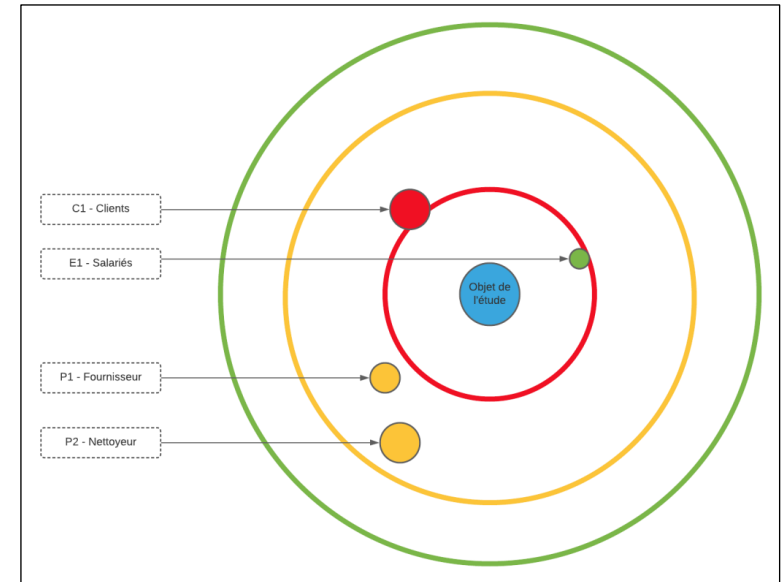 C1 - Clients
E1 - Salariés
Objet de
l'étude
P1 - Fournisseur
P2 - Nettoyeur